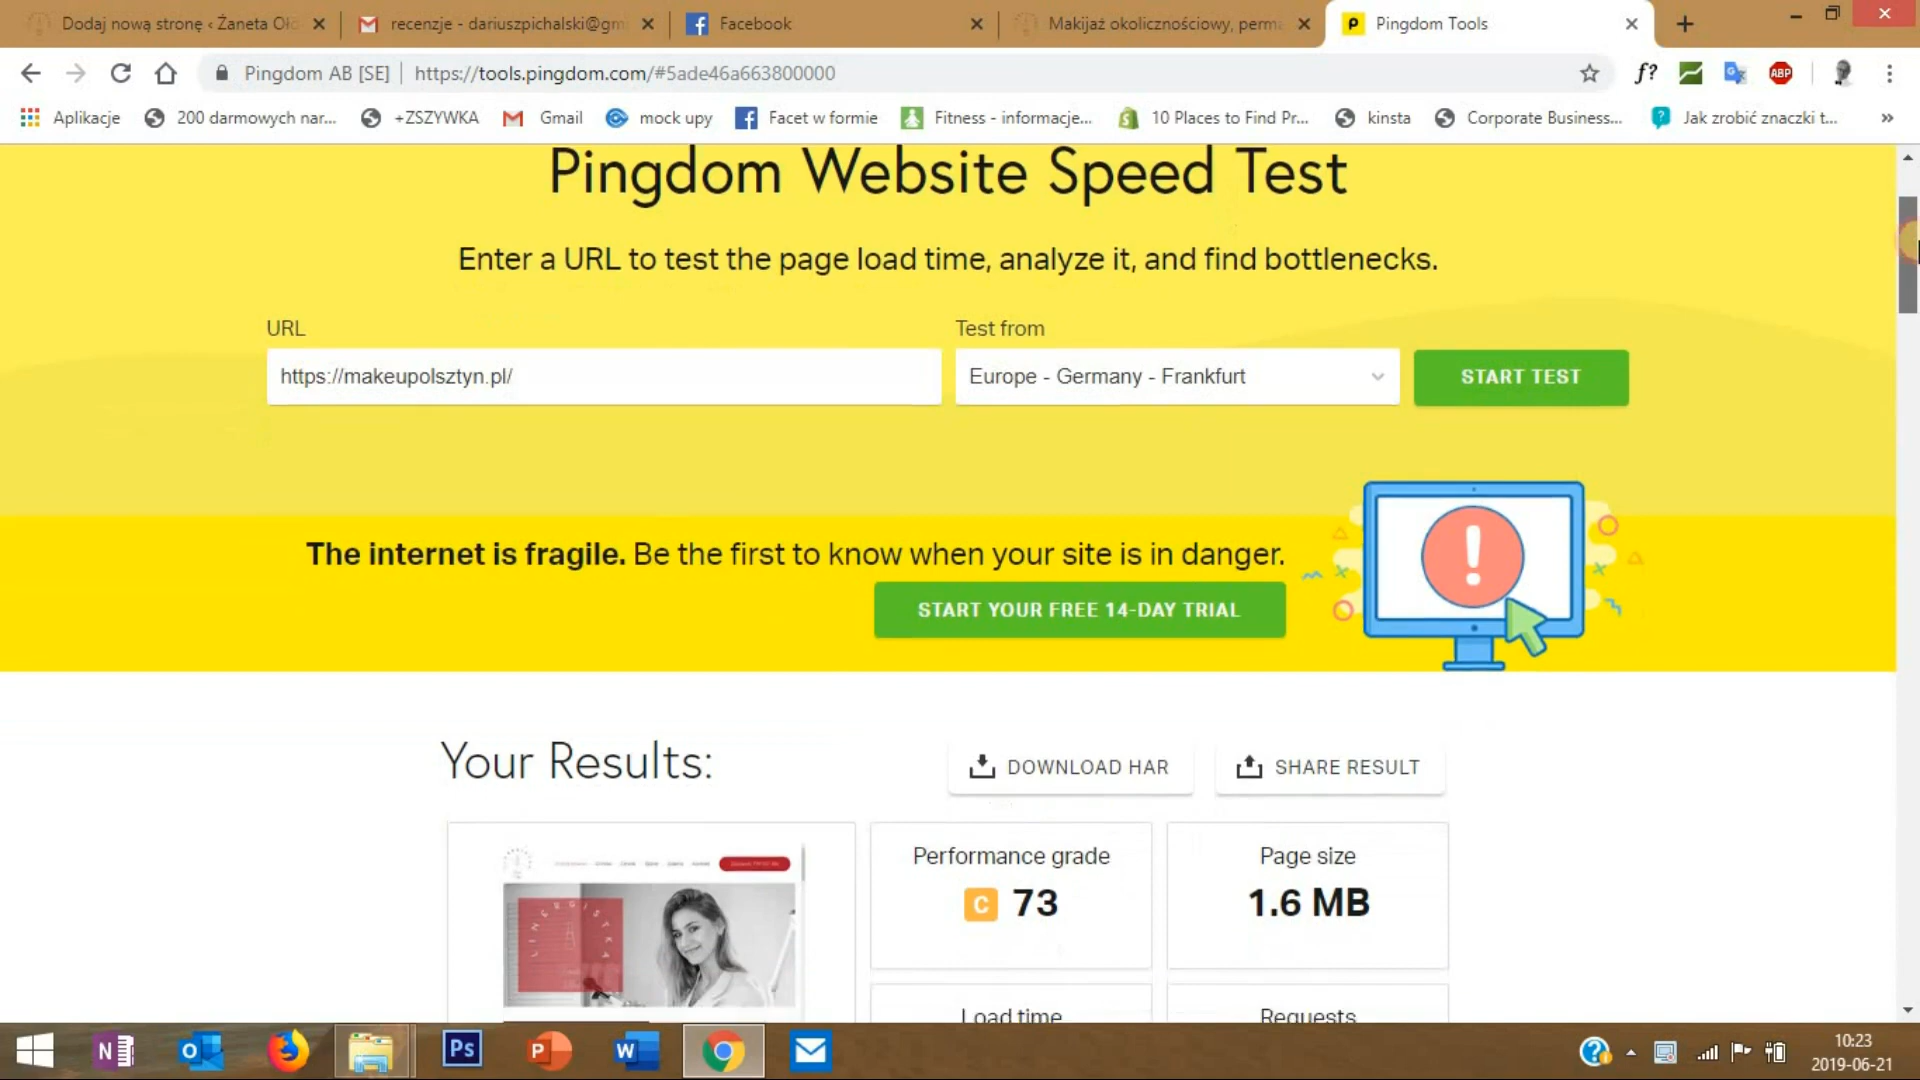 Dodaj nową stronę ‹ Żaneta Oło
recenzje - dariuszpichalski@gm
Facebook
Makijaż okolicznościowy, perma
Pingdom Tools
Pingdom AB [SE] | https://tools.pingdom.com/#5ade46a663800000
f?
ABP
Aplikacje
200 darmowych nar...
+ZSZYWKA
Gmail
mock upy
Facet w formie
Fitness - informacje...
10 Places to Find Pr...
kinsta
Corporate Business...
Jak zrobić znaczki t...
»
Pingdom Website Speed Test
Enter a URL to test the page load time, analyze it, and find bottlenecks.
URL
Test from
https://makeupolsztyn.pl/
Europe - Germany - Frankfurt
START TEST
The internet is fragile. Be the first to know when your site is in danger.
START YOUR FREE 14-DAY TRIAL
Your Results:
DOWNLOAD HAR
SHARE RESULT
Performance grade
C 73
Page size
1.6 MB
Load time
Requests
Ps
10:23
2019-06-21